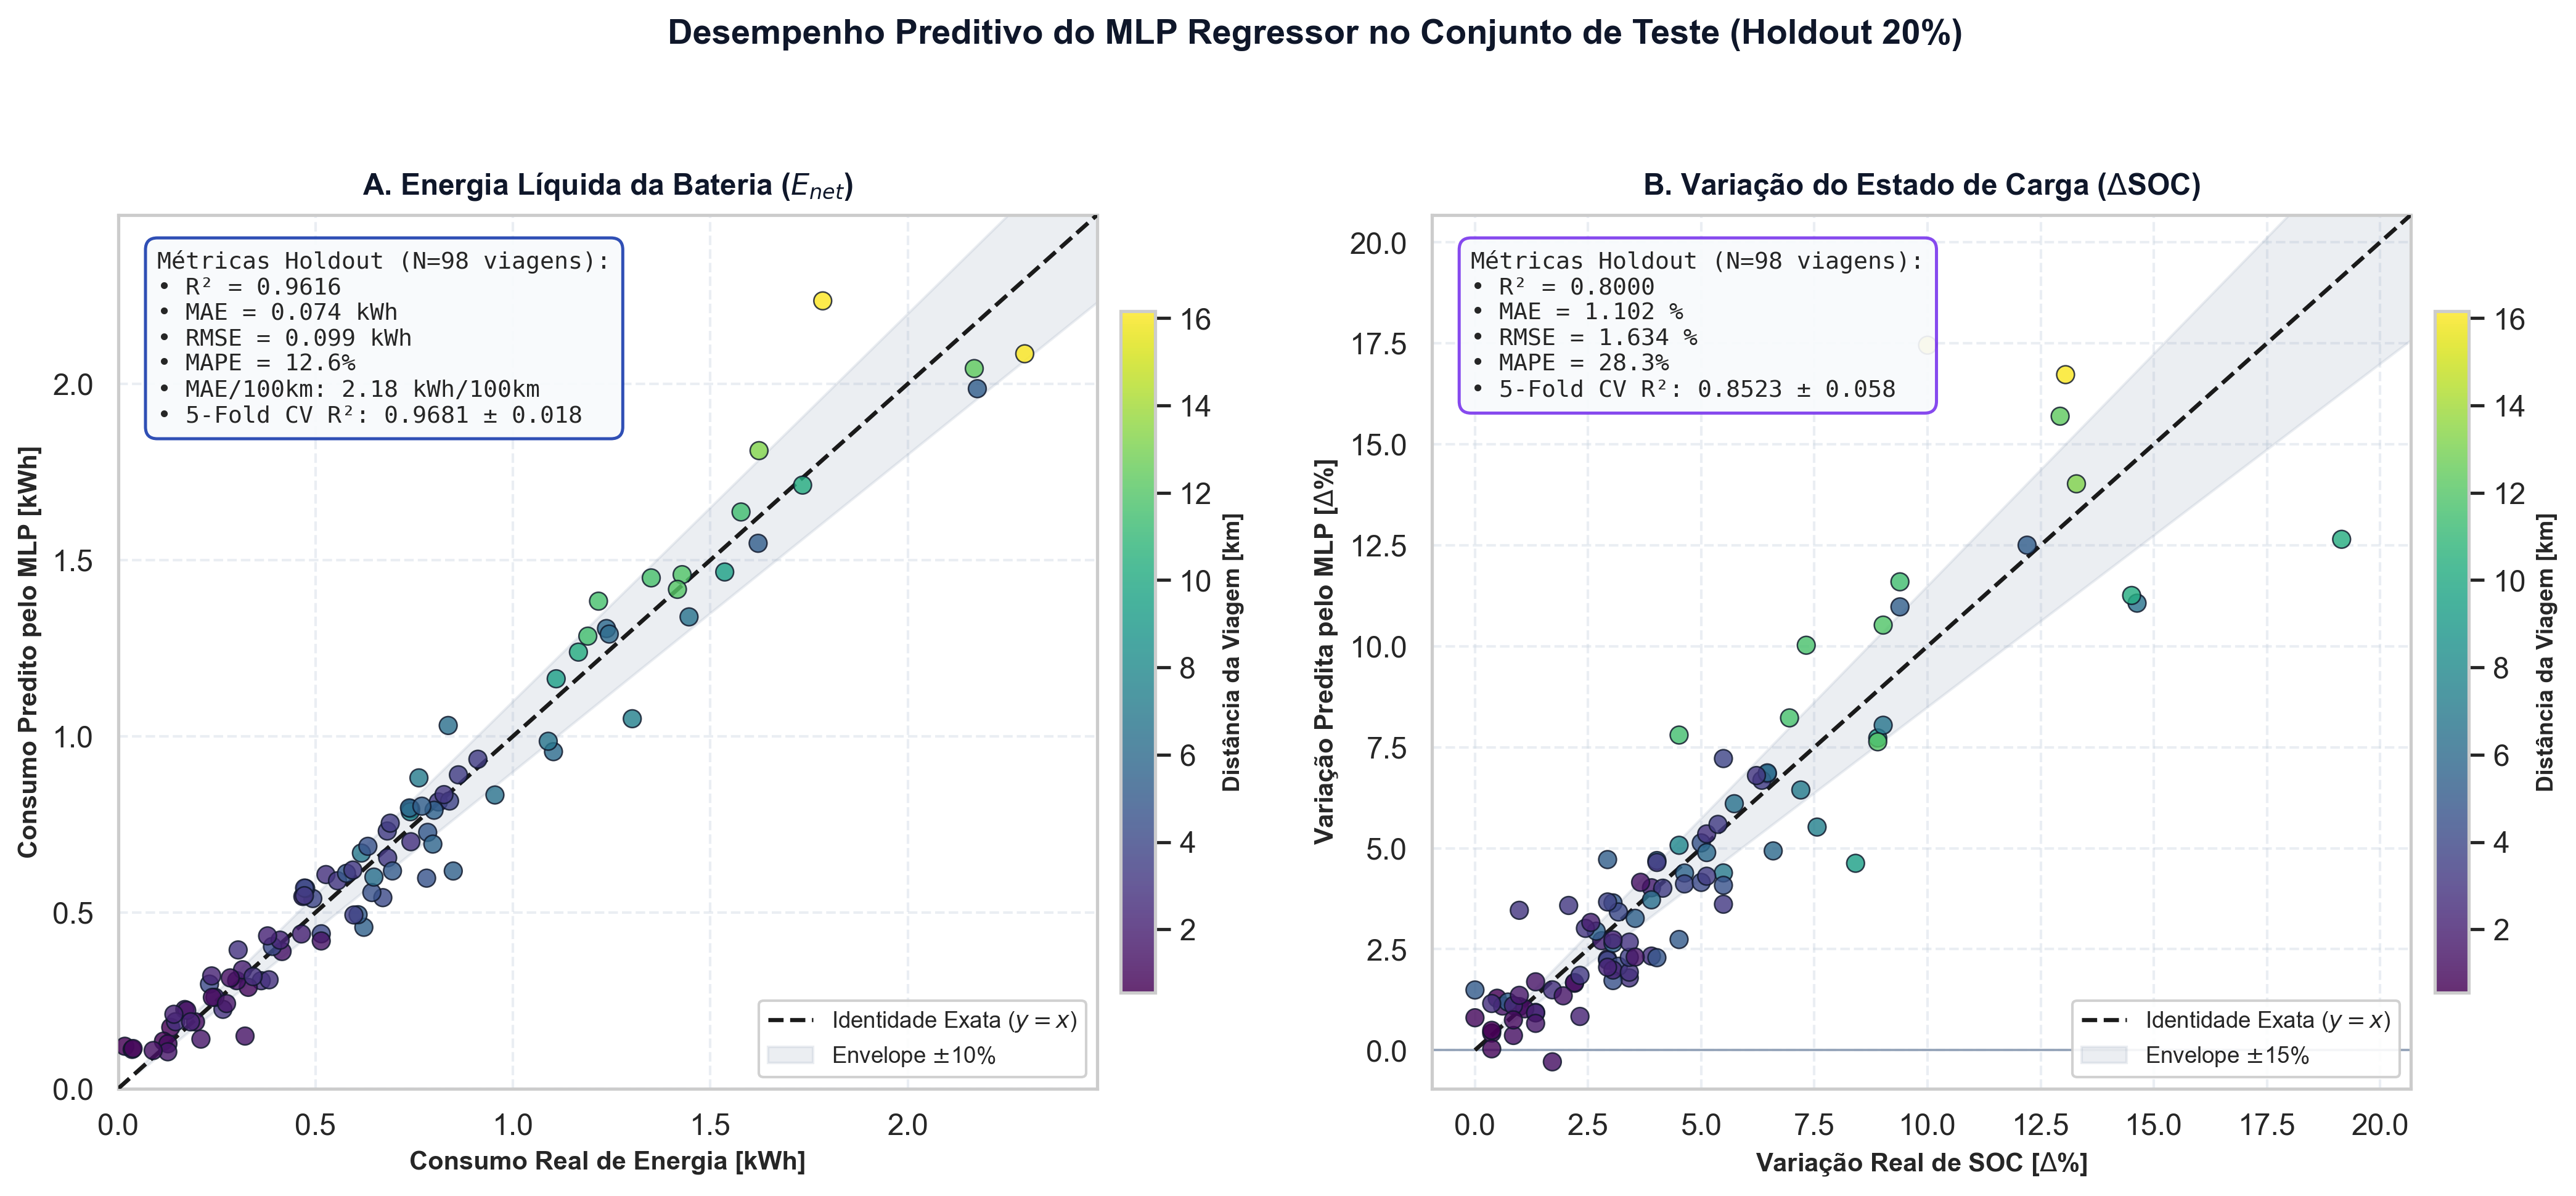 Desempenho Preditivo do MLP Regressor no Conjunto de Teste (Holdout 20%)
A. Energia Líquida da Bateria (E_net)
Métricas Holdout (N=98 viagens):
• R² = 0.9616
• MAE = 0.074 kWh
• RMSE = 0.099 kWh
• MAPE = 12.6%
• MAE/100km: 2.18 kWh/100km
• 5-Fold CV R²: 0.9681 ± 0.018
Consumo Predito pelo MLP [kWh]
2.0
1.5
1.0
0.5
0.0
0.0 0.5 1.0 1.5 2.0
Consumo Real de Energia [kWh]
Identidade Exata (y = x)
Envelope ±10%
16
14
12
10
8
6
4
2
Distância da Viagem [km]
B. Variação do Estado de Carga (ΔSOC)
Métricas Holdout (N=98 viagens):
• R² = 0.8000
• MAE = 1.102 %
• RMSE = 1.634 %
• MAPE = 28.3%
• 5-Fold CV R²: 0.8523 ± 0.058
Variação Predita pelo MLP [Δ%]
20.0
17.5
15.0
12.5
10.0
7.5
5.0
2.5
0.0
0.0 2.5 5.0 7.5 10.0 12.5 15.0 17.5 20.0
Variação Real de SOC [Δ%]
Identidade Exata (y = x)
Envelope ±15%
16
14
12
10
8
6
4
2
Distância da Viagem [km]